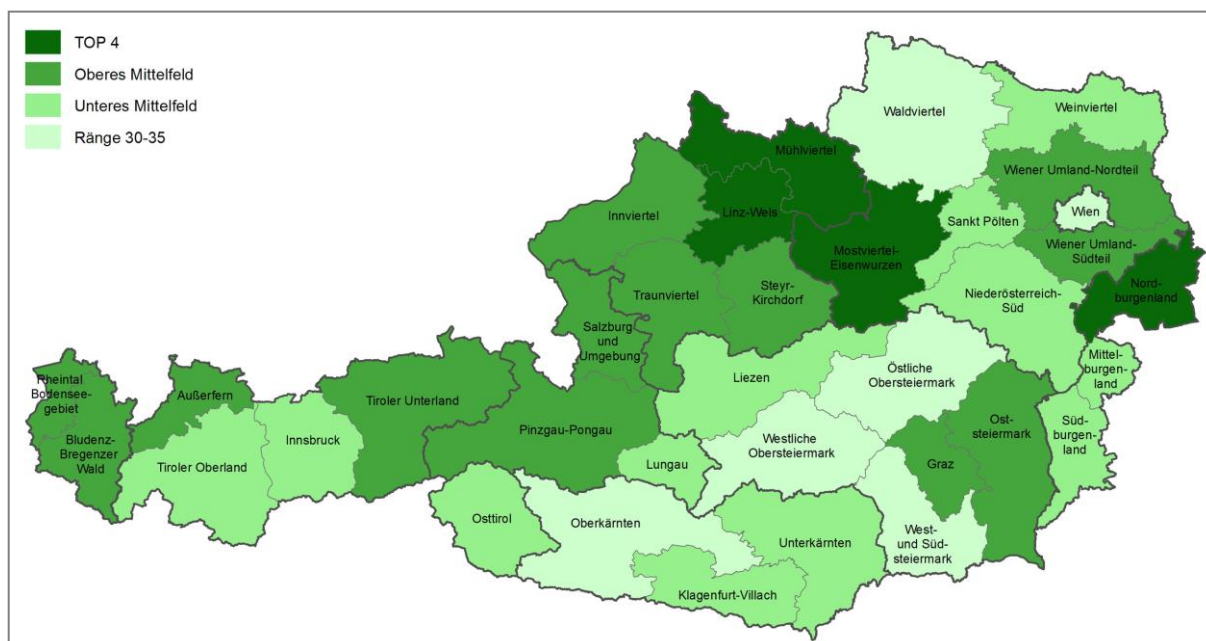 TOP 4
Oberes Mittelfeld
Unteres Mittelfeld
Ränge 30-35
Waldviertel
Weinviertel
Mühlviertel
Wiener Umland-Nordteil
Wien
Linz-Wels
Sankt Pölten
Innviertel
Mostviertel-
Eisenwurzen
Wiener Umland-
Südteil
Nord-
burgenland
Traunviertel
Steyr-
Kirchdorf
Niederösterreich-
Süd
Salzburg
und
Umgebung
Mittel-
burgen-
land
Liezen
Östliche
Obersteiermark
Rheintal
Bodensee-
gebiet
Außerfern
Tiroler Unterland
Bludenz-
Bregenzer
Wald
Innsbruck
Tiroler Oberland
Pinzgau-Pongau
Ost-
steiermark
Süd-
burgen-
land
Westliche
Obersteiermark
Lungau
Graz
Osttirol
Oberkärnten
Unterkärnten
West-
und Süd-
steiermark
Klagenfurt-Villach